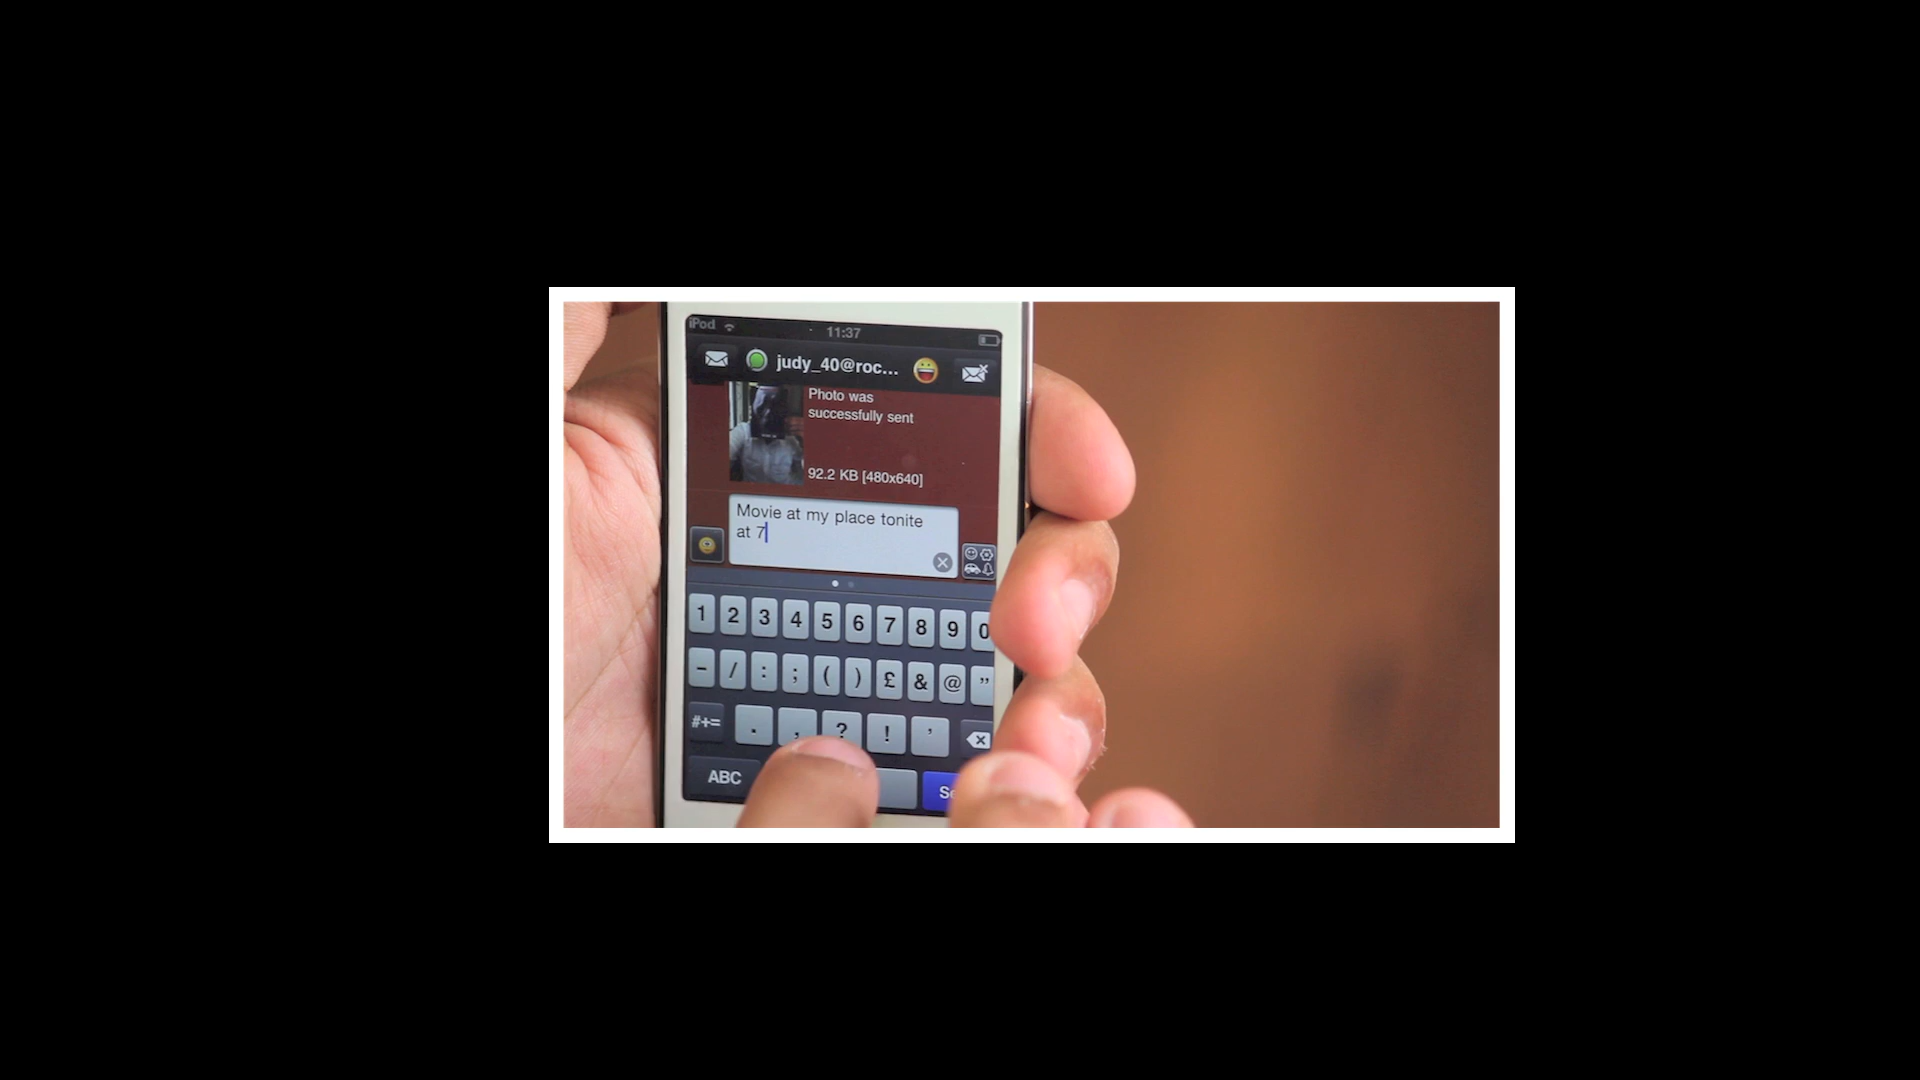 iPod 11:37
judy_40@roc...
Photo was
successfully sent
92.2 KB [480x640]
Movie at my place tonite
at 7
1 2 3 4 5 6 7 8 9 0
- / : ; ( ) £ & @ "
#+= . , ? ! '
ABC